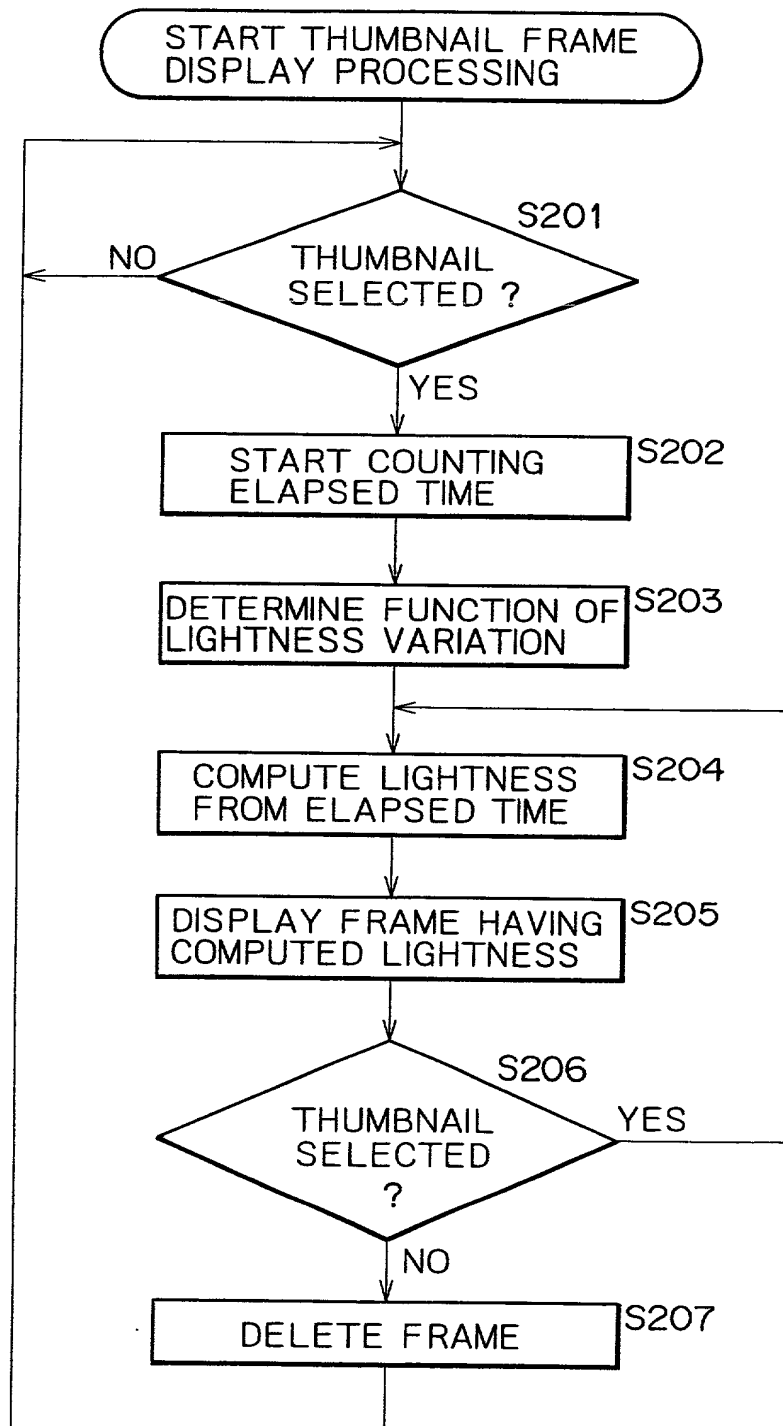 START THUMBNAIL FRAME
DISPLAY PROCESSING
S201
NO
THUMBNAIL
SELECTED ?
YES
S202
START COUNTING
ELAPSED TIME
S203
DETERMINE FUNCTION OF
LIGHTNESS VARIATION
S204
COMPUTE LIGHTNESS
FROM ELAPSED TIME
S205
DISPLAY FRAME HAVING
COMPUTED LIGHTNESS
S206
THUMBNAIL
SELECTED
?
YES
NO
S207
DELETE FRAME